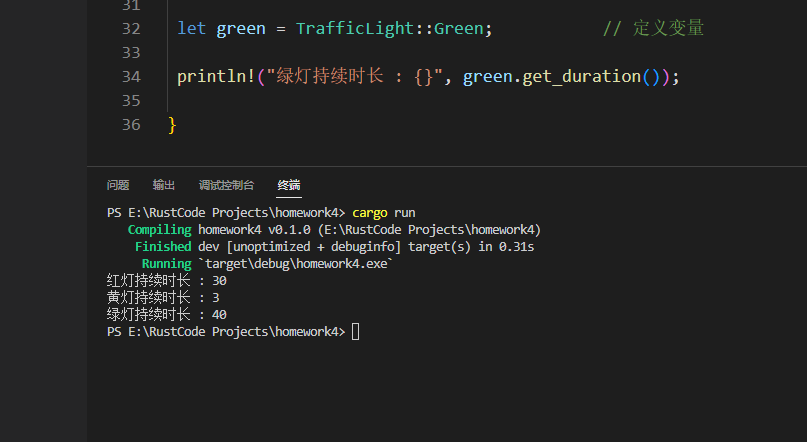 31
32 let green = TrafficLight::Green; // 定义变量
33
34 println!("绿灯持续时长 : {}", green.get_duration());
35
36 }
问题 输出 调试控制台 终端
PS E:\RustCode Projects\homework4> cargo run
Compiling homework4 v0.1.0 (E:\RustCode Projects\homework4)
Finished dev [unoptimized + debuginfo] target(s) in 0.31s
Running `target\debug\homework4.exe`
红灯持续时长 : 30
黄灯持续时长 : 3
绿灯持续时长 : 40
PS E:\RustCode Projects\homework4>